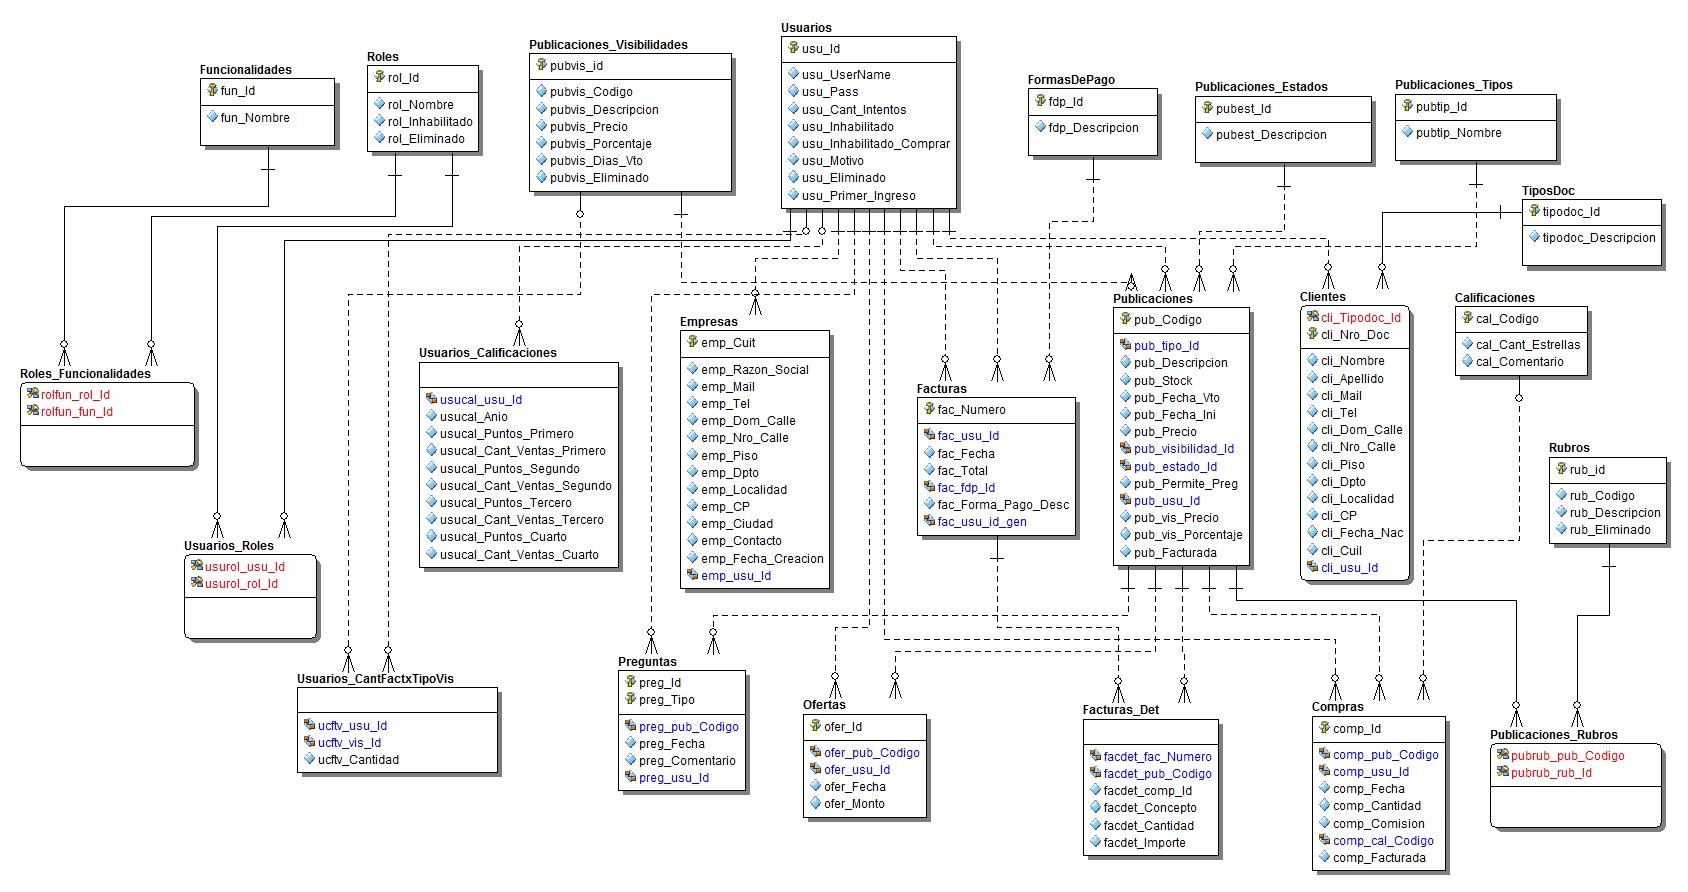 Funcionalidades
fun_Id
fun_Nombre
Roles
rol_Id
rol_Nombre
rol_Inhabilitado
rol_Eliminado
Publicaciones_Visibilidades
pubvis_id
pubvis_Codigo
pubvis_Descripcion
pubvis_Precio
pubvis_Porcentaje
pubvis_Dias_Vto
pubvis_Eliminado
Usuarios
usu_Id
usu_UserName
usu_Pass
usu_Cant_Intentos
usu_Inhabilitado
usu_Inhabilitado_Comprar
usu_Motivo
usu_Eliminado
usu_Primer_Ingreso
FormasDePago
fdp_Id
fdp_Descripcion
Publicaciones_Estados
pubest_Id
pubest_Descripcion
Publicaciones_Tipos
pubtip_Id
pubtip_Nombre
TiposDoc
tipodoc_Id
tipodoc_Descripcion
Roles_Funcionalidades
rolfun_rol_Id
rolfun_fun_Id
Usuarios_Calificaciones
usucal_usu_Id
usucal_Anio
usucal_Puntos_Primero
usucal_Cant_Ventas_Primero
usucal_Puntos_Segundo
usucal_Cant_Ventas_Segundo
usucal_Puntos_Tercero
usucal_Cant_Ventas_Tercero
usucal_Puntos_Cuarto
usucal_Cant_Ventas_Cuarto
Empresas
emp_Cuit
emp_Razon_Social
emp_Mail
emp_Tel
emp_Dom_Calle
emp_Nro_Calle
emp_Piso
emp_Dpto
emp_Localidad
emp_CP
emp_Ciudad
emp_Contacto
emp_Fecha_Creacion
emp_usu_Id
Facturas
fac_Numero
fac_usu_Id
fac_Fecha
fac_Total
fac_fdp_Id
fac_Forma_Pago_Desc
fac_usu_id_gen
Publicaciones
pub_Codigo
pub_tipo_Id
pub_Descripcion
pub_Stock
pub_Fecha_Vto
pub_Fecha_Ini
pub_Precio
pub_visibilidad_Id
pub_estado_Id
pub_Permite_Preg
pub_usu_Id
pub_vis_Precio
pub_vis_Porcentaje
pub_Facturada
Clientes
cli_Tipodoc_Id
cli_Nro_Doc
cli_Nombre
cli_Apellido
cli_Mail
cli_Tel
cli_Dom_Calle
cli_Nro_Calle
cli_Piso
cli_Dpto
cli_Localidad
cli_CP
cli_Fecha_Nac
cli_Cuil
cli_usu_Id
Calificaciones
cal_Codigo
cal_Cant_Estrellas
cal_Comentario
Rubros
rub_id
rub_Codigo
rub_Descripcion
rub_Eliminado
Usuarios_Roles
usurol_usu_Id
usurol_rol_Id
Usuarios_CantFactxTipoVis
ucftv_usu_Id
ucftv_vis_Id
ucftv_Cantidad
Preguntas
preg_Id
preg_Tipo
preg_pub_Codigo
preg_Fecha
preg_Comentario
preg_usu_Id
Ofertas
ofer_Id
ofer_pub_Codigo
ofer_usu_Id
ofer_Fecha
ofer_Monto
Facturas_Det
facdet_fac_Numero
facdet_pub_Codigo
facdet_comp_Id
facdet_Concepto
facdet_Cantidad
facdet_Importe
Compras
comp_Id
comp_pub_Codigo
comp_usu_Id
comp_Fecha
comp_Cantidad
comp_Comision
comp_cal_Codigo
comp_Facturada
Publicaciones_Rubros
pubrub_pub_Codigo
pubrub_rub_Id